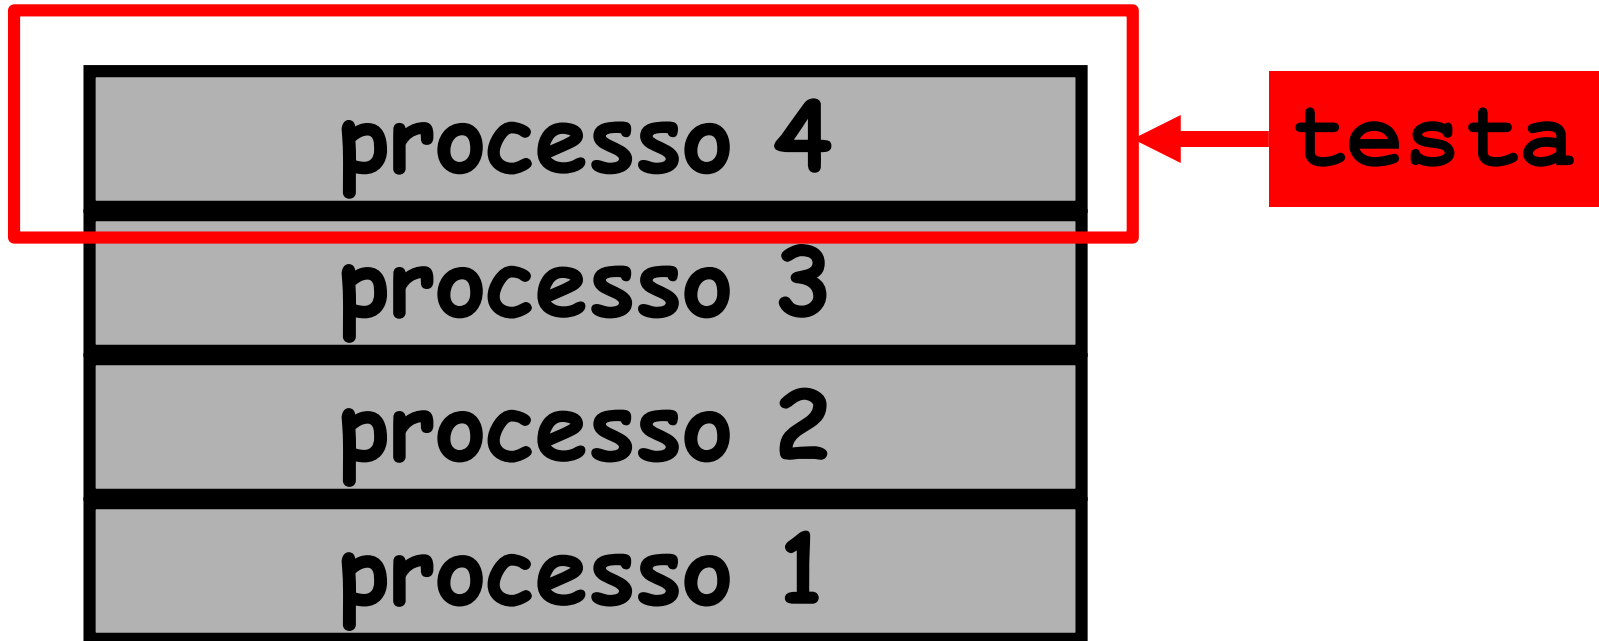 processo 4
testa
processo 3
processo 2
processo 1